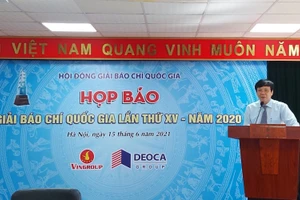 VIỆT NAM QUANG VINH MUÔN NĂM
HỘI ĐỒNG GIẢI BÁO CHÍ QUỐC GIA
HỌP BÁO
GIẢI BÁO CHÍ QUỐC GIA LẦN THỨ XV - NĂM 2020
Hà Nội, ngày 15 tháng 6 năm 2021
VINGROUP
DEOCA
GROUP